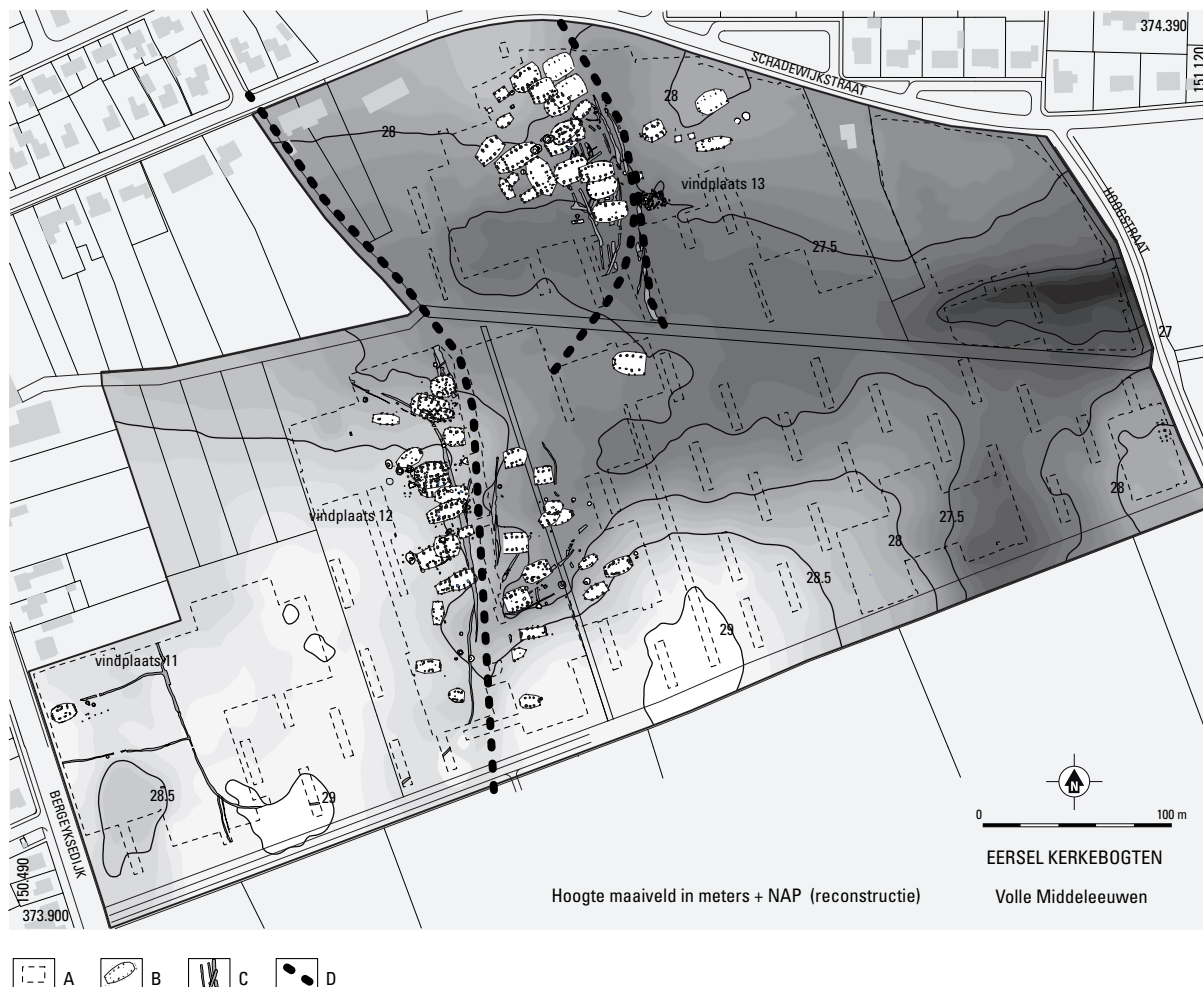 374.390
151.120
SCHADEWIJKSTRAAT
28
28
vindplaats 13
HOOGSTRAAT
27.5
27
28
vindplaats 12
27.5
28
28.5
29
vindplaats 11
28.5
29
BERGEYKSEDIJK
N
0 100 m
EERSEL KERKEBOGTEN
Hoogte maaiveld in meters + NAP (reconstructie)
Volle Middeleeuwen
150.490
373.900
A B C D